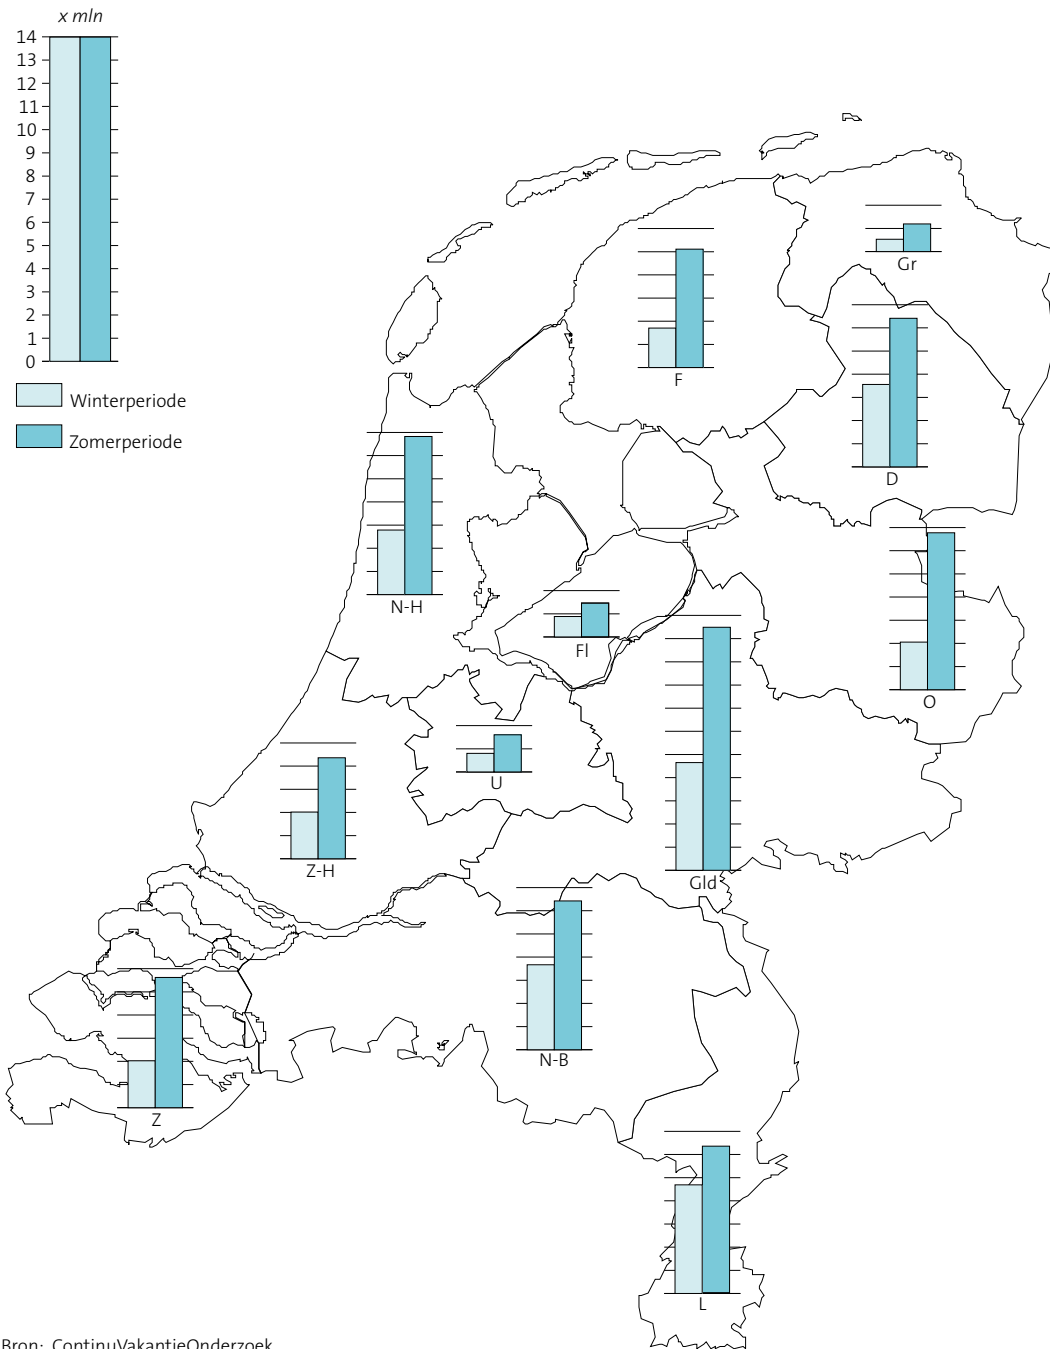 x mln
14
13
12
11
10
9
8
7
6
5
4
3
2
1
0
Winterperiode
Zomerperiode
Gr
F
D
N-H
Fl
O
U
Z-H
Gld
N-B
Z
L
Bron: ContinuVakantieOnderzoek